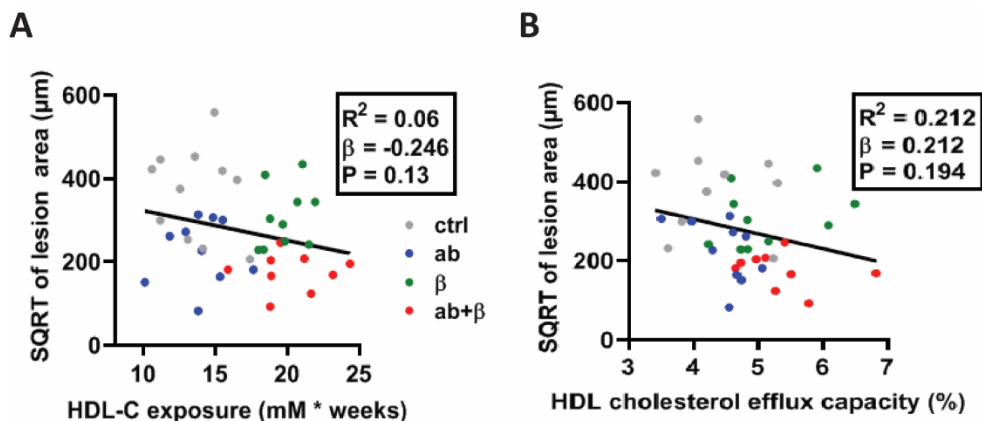 A
SQRT of lesion area (µm)
600
400
200
0
10
15
20
25
HDL-C exposure (mM * weeks)
R² = 0.06
β = -0.246
P = 0.13
ctrl
ab
β
ab+β
B
SQRT of lesion area (µm)
600
400
200
0
3
4
5
6
7
HDL cholesterol efflux capacity (%)
R² = 0.212
β = 0.212
P = 0.194